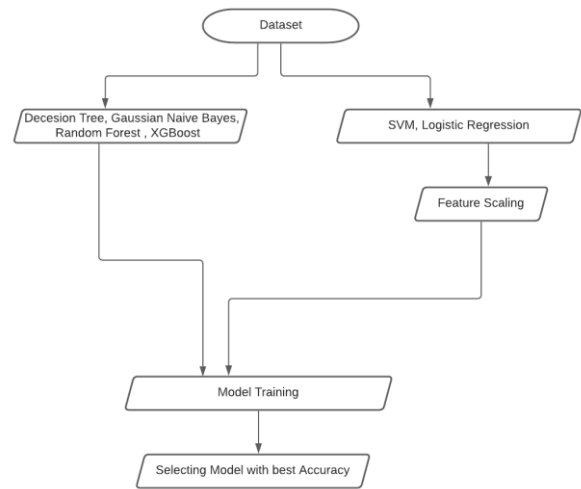 Dataset
Decesion Tree, Gaussian Naive Bayes,
Random Forest , XGBoost
SVM, Logistic Regression
Feature Scaling
Model Training
Selecting Model with best Accuracy